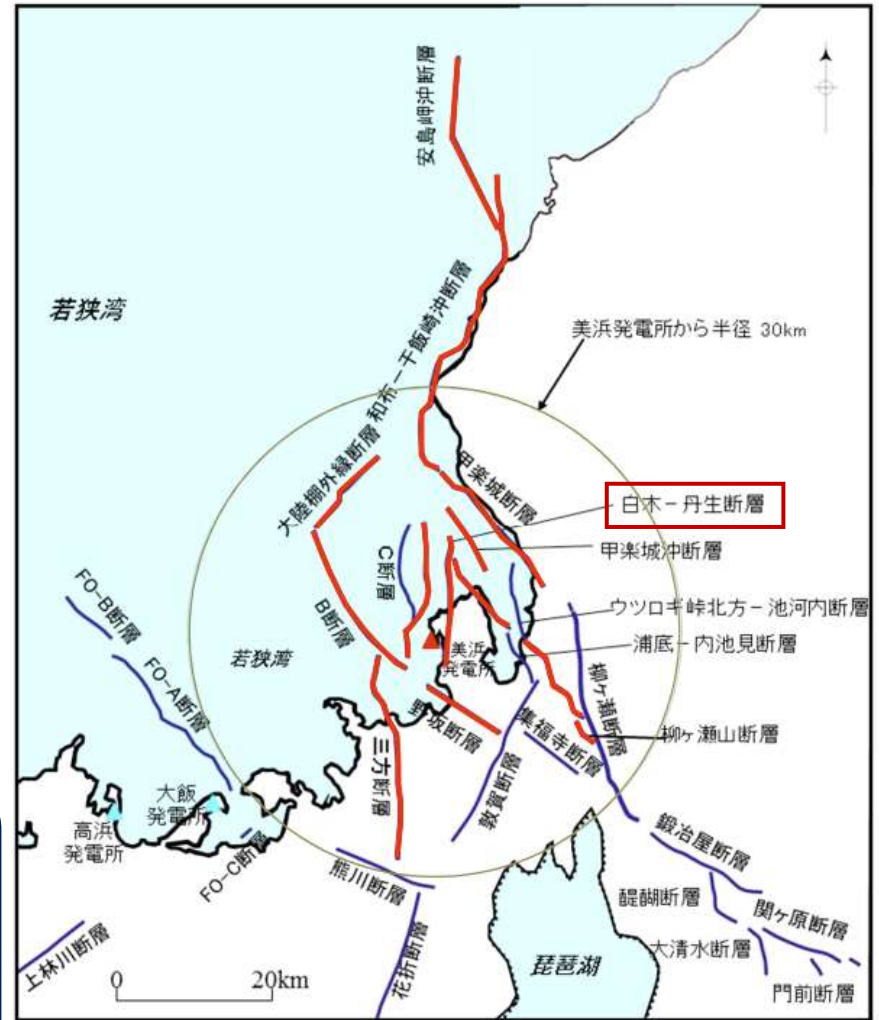 安島岬沖断層
若狭湾
和布－干飯崎沖断層
美浜発電所から半径 30km
大陸棚外縁断層
甲楽城断層
白木－丹生断層
C断層
甲楽城沖断層
FO-B断層
B断層
ウツロギ峠北方－池河内断層
若狭湾
美浜
発電所
浦底－内池見断層
FO-A断層
柳ヶ瀬断層
野坂断層
集福寺断層
柳ヶ瀬山断層
三方断層
敦賀断層
大飯
発電所
高浜
発電所
FO-C断層
熊川断層
鍛冶屋断層
醍醐断層
関ヶ原断層
上林川断層
花折断層
琵琶湖
大清水断層
門前断層
0
20km